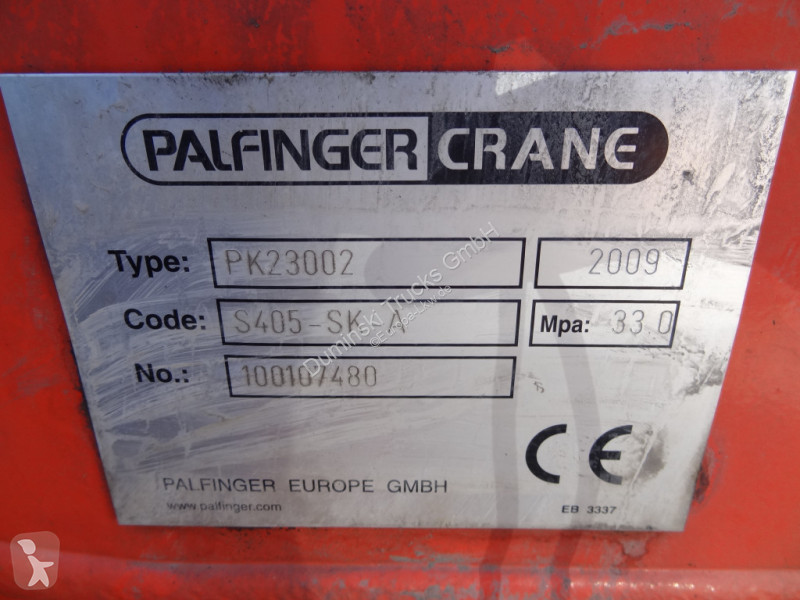 PALFINGER CRANE
Type: PK23002 2009
Code: S405-SK A Mpa: 33 0
No.: 100107480
PALFINGER EUROPE GMBH
www.palfinger.com
EB 3337
CE
Duminski Trucks GmbH